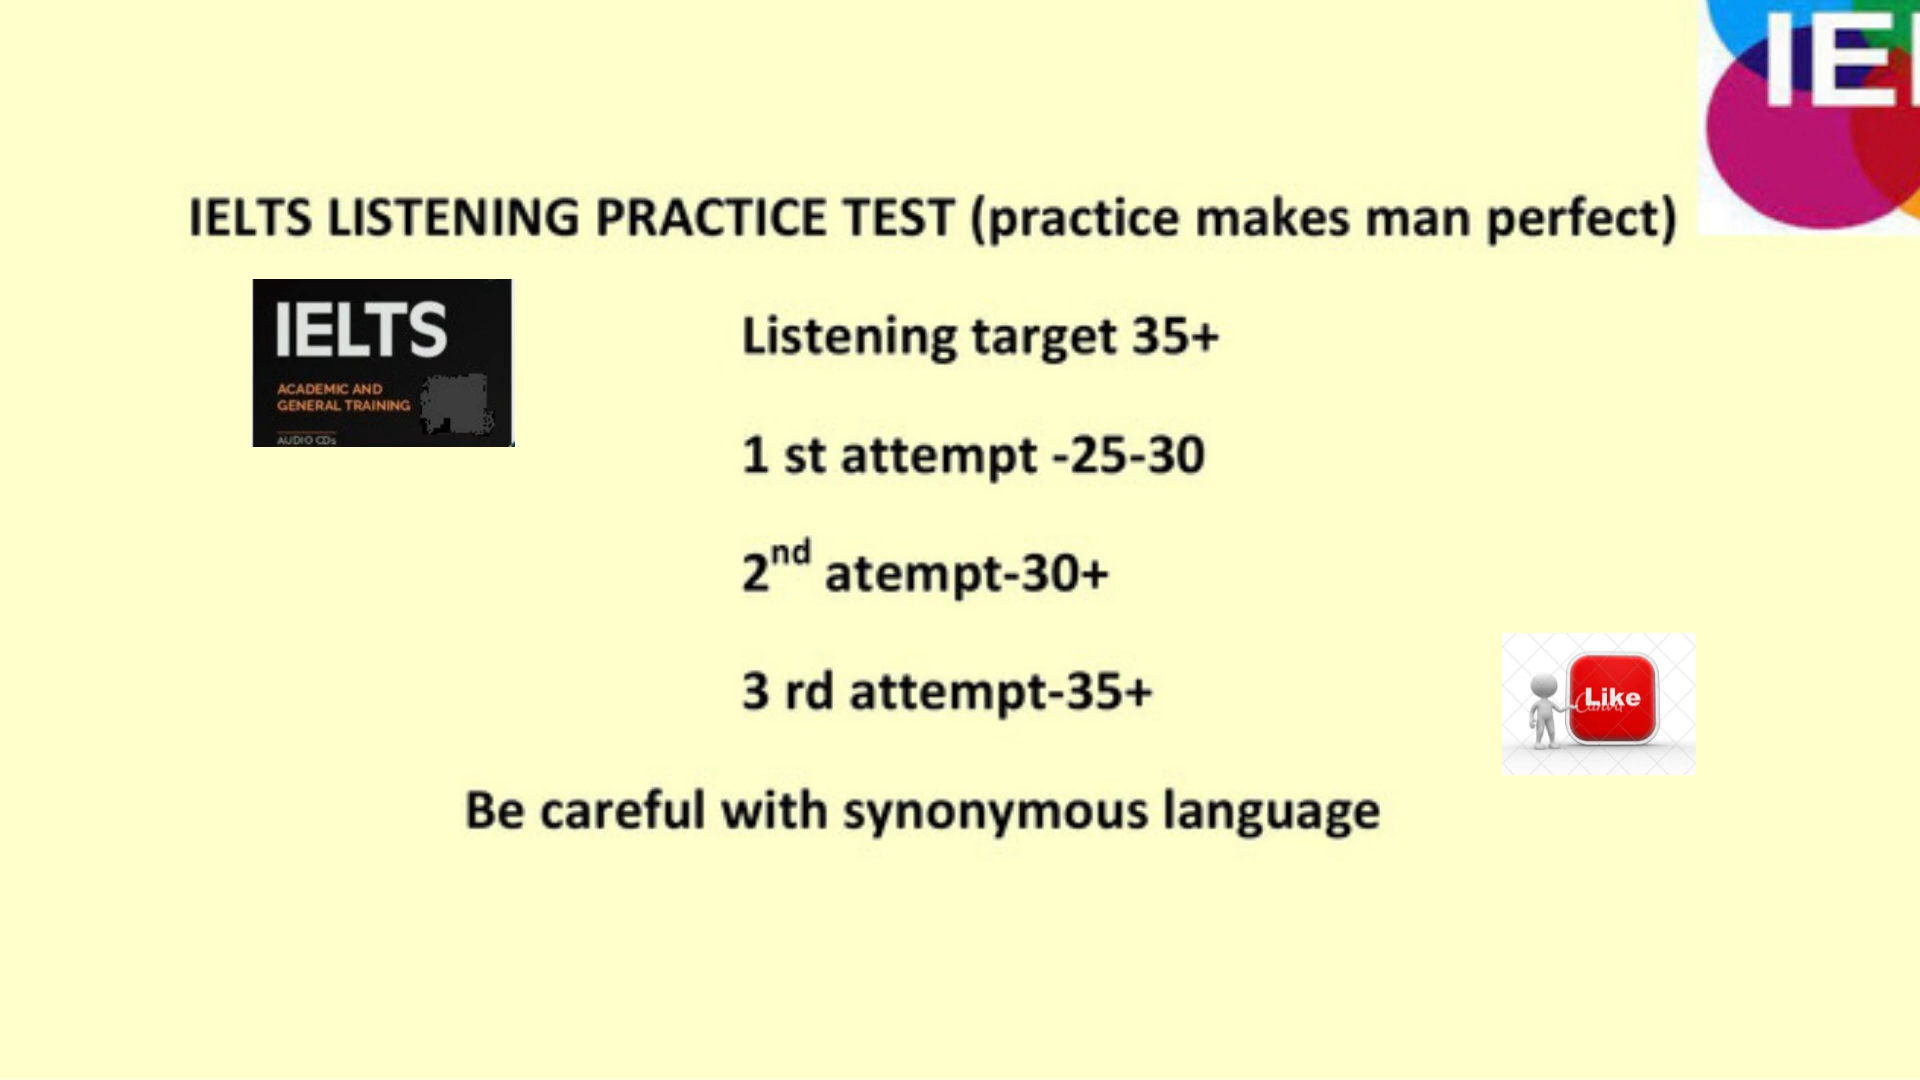 IE
IELTS LISTENING PRACTICE TEST (practice makes man perfect)
IELTS
ACADEMIC AND
GENERAL TRAINING
AUDIO CDs
Listening target 35+
1 st attempt -25-30
2nd atempt-30+
3 rd attempt-35+
Like
Canva
Be careful with synonymous language